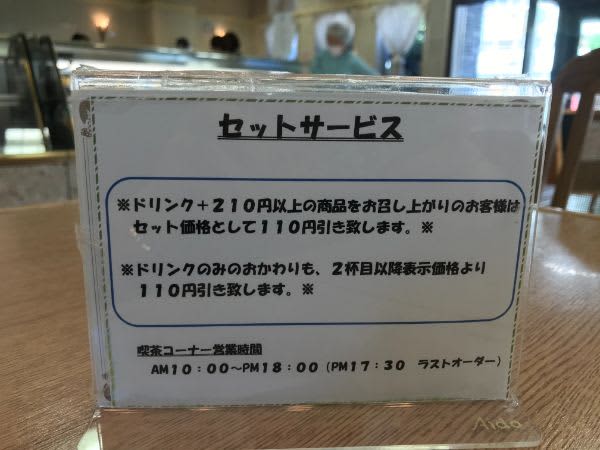 セットサービス
※ドリンク＋２１０円以上の商品をお召し上がりのお客様は
セット価格として１１０円引き致します。※
※ドリンクのみのおかわりも、２杯目以降表示価格より
１１０円引き致します。※
喫茶コーナー営業時間
AM１０：００〜PM１８：００（PM１７：３０　ラストオーダー）
Aida